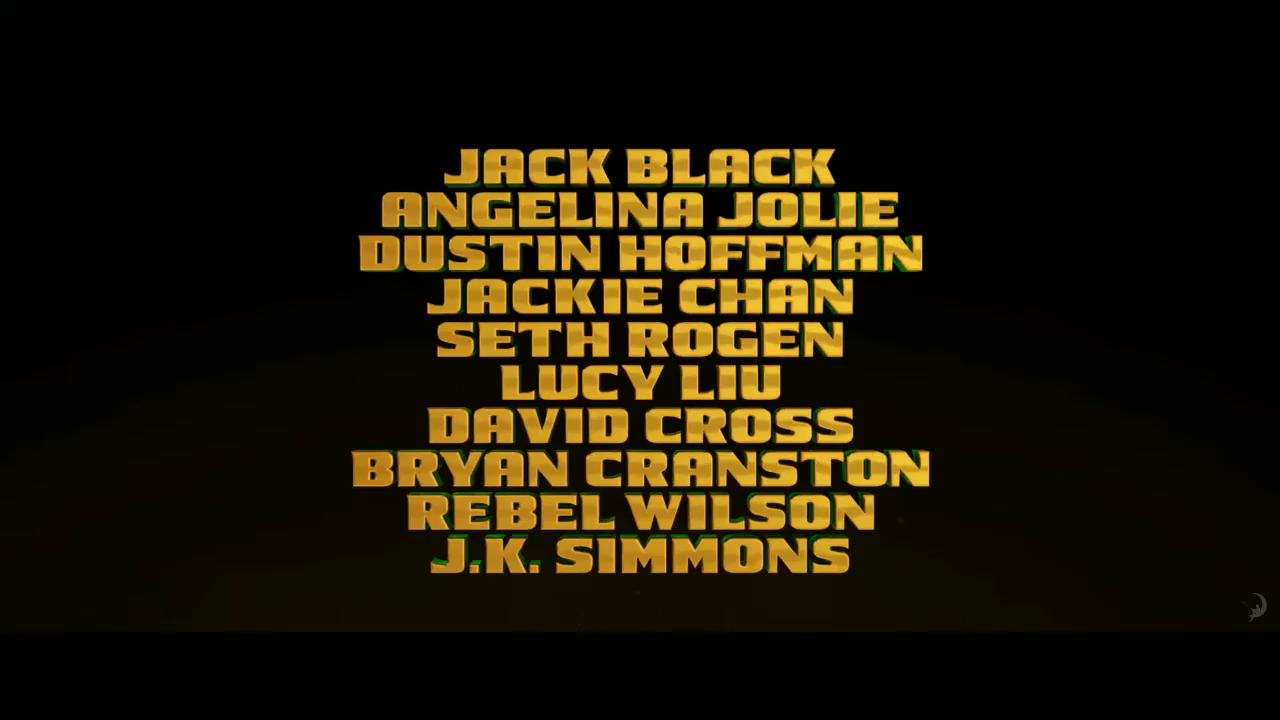 JACK BLACK
ANGELINA JOLIE
DUSTIN HOFFMAN
JACKIE CHAN
SETH ROGEN
LUCY LIU
DAVID CROSS
BRYAN CRANSTON
REBEL WILSON
J.K. SIMMONS